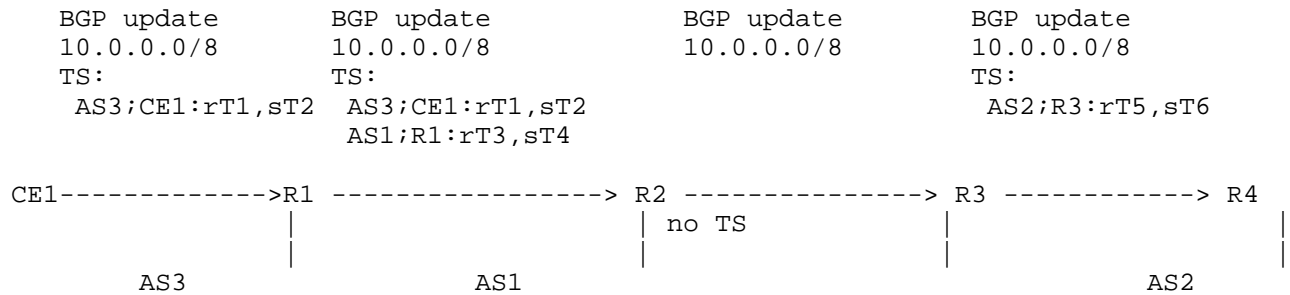 BGP update BGP update BGP update BGP update
10.0.0.0/8 10.0.0.0/8 10.0.0.0/8 10.0.0.0/8
TS: TS: TS:
AS3;CE1:rT1,sT2 AS3;CE1:rT1,sT2 AS2;R3:rT5,sT6
AS1;R1:rT3,sT4
CE1------------->R1 -----------------> R2 ---------------> R3 ------------> R4
| | no TS | |
| | | |
AS3 AS1 AS2